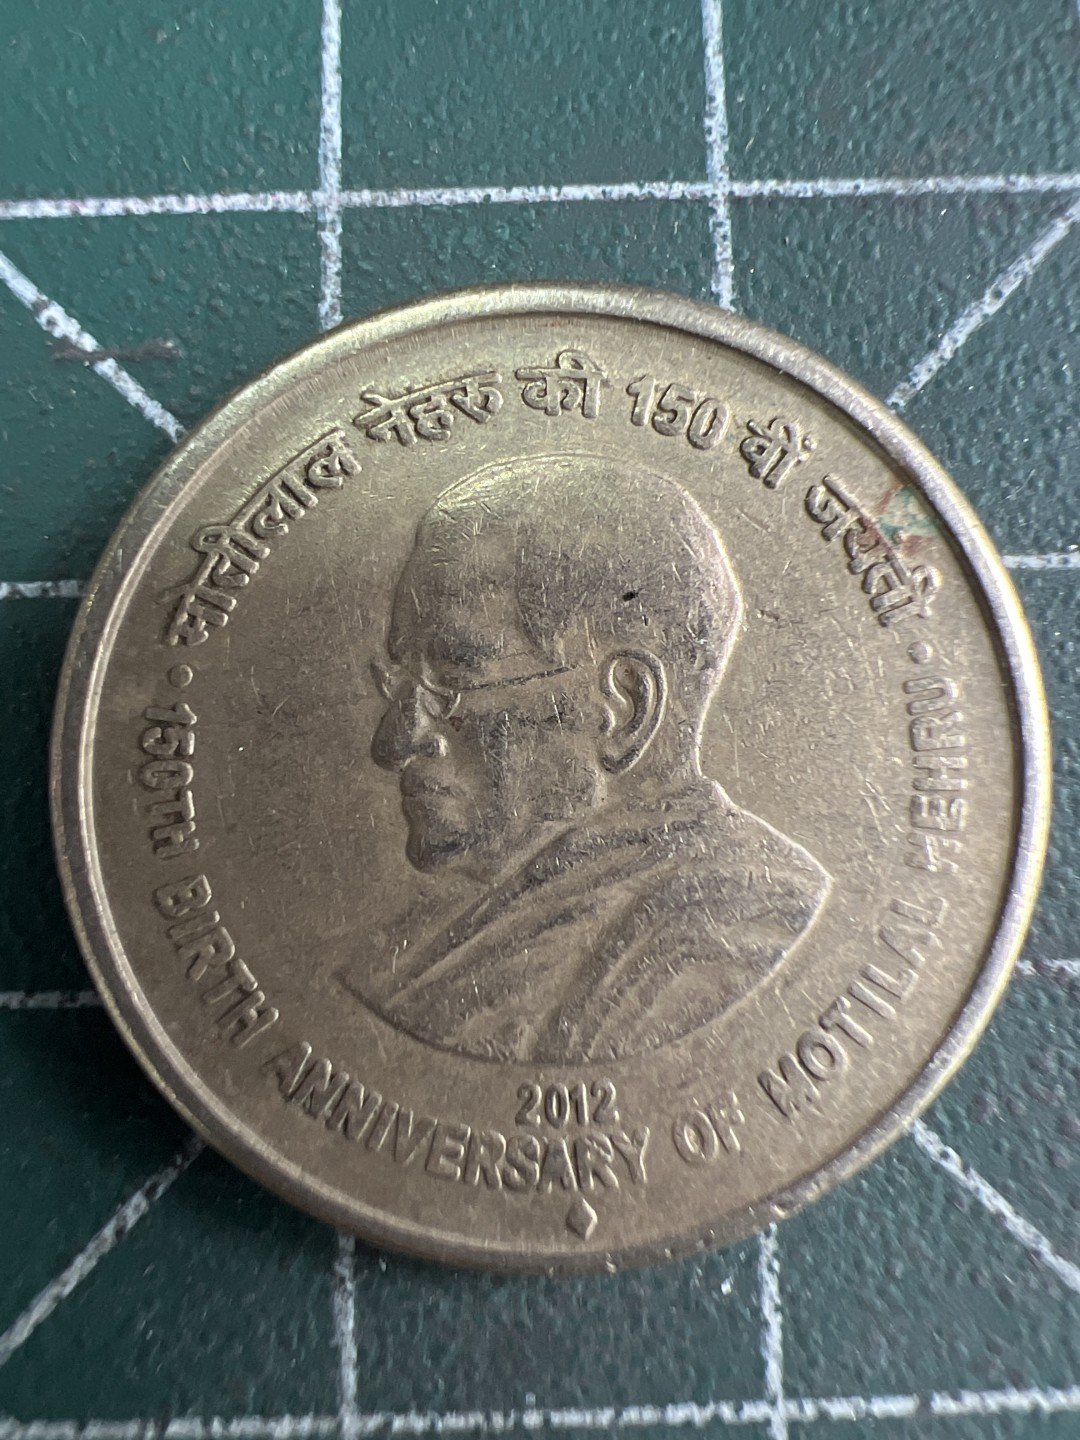 मोतीलाल नेहरु की 150 वीं जयंती
2012
150TH BIRTH ANNIVERSARY OF MOTILAL NEHRU